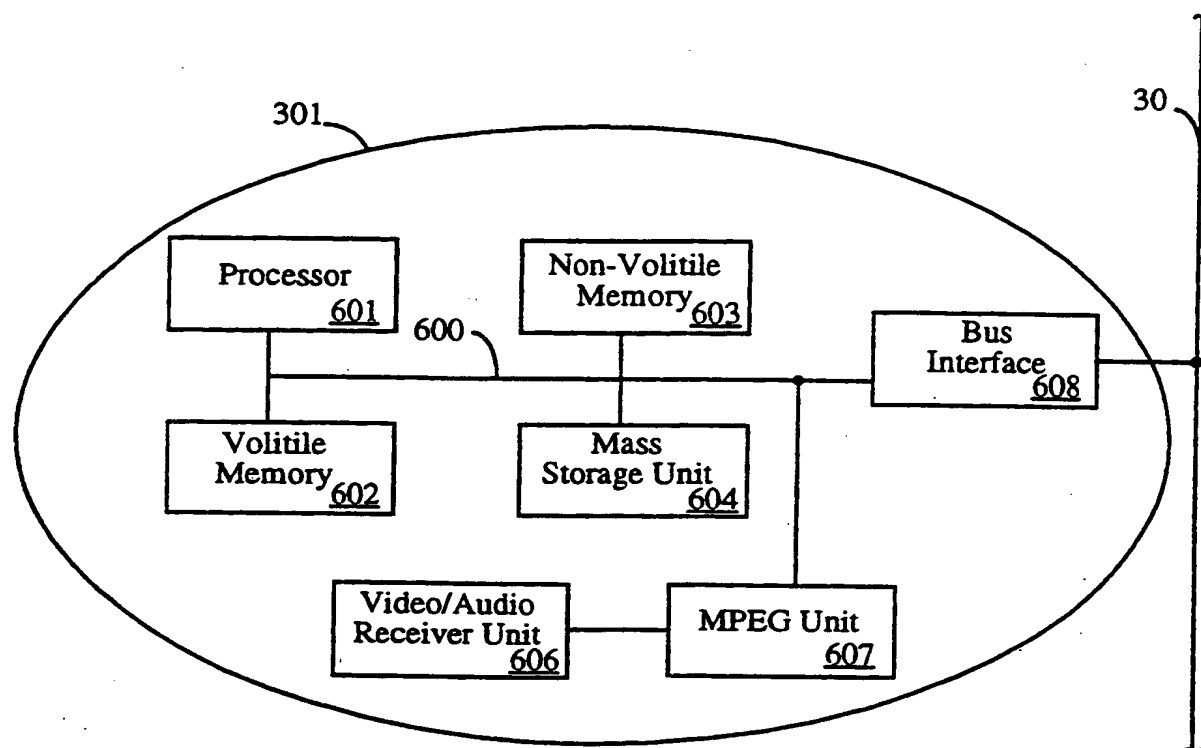 30
301
Processor
601
Non-Volitile
Memory
603
600
Bus
Interface
608
Volitile
Memory
602
Mass
Storage Unit
604
Video/Audio
Receiver Unit
606
MPEG Unit
607